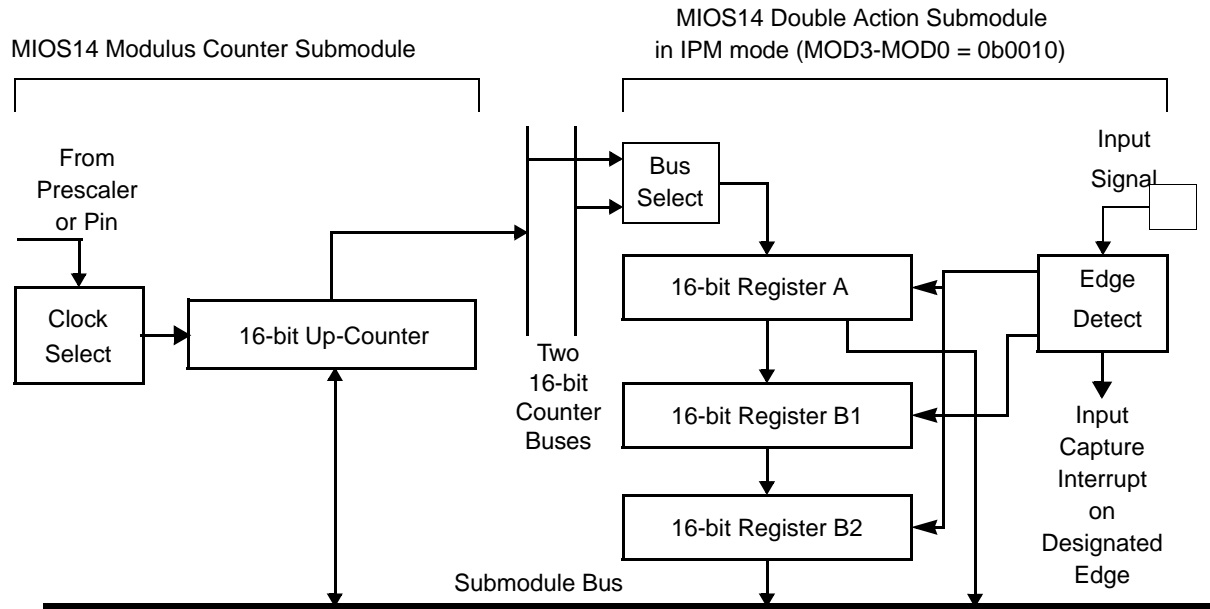 MIOS14 Modulus Counter Submodule
MIOS14 Double Action Submodule
in IPM mode (MOD3-MOD0 = 0b0010)
From
Prescaler
or Pin
Clock
Select
16-bit Up-Counter
Two
16-bit
Counter
Buses
Bus
Select
16-bit Register A
16-bit Register B1
16-bit Register B2
Input
Signal
Edge
Detect
Input
Capture
Interrupt
on
Designated
Edge
Submodule Bus